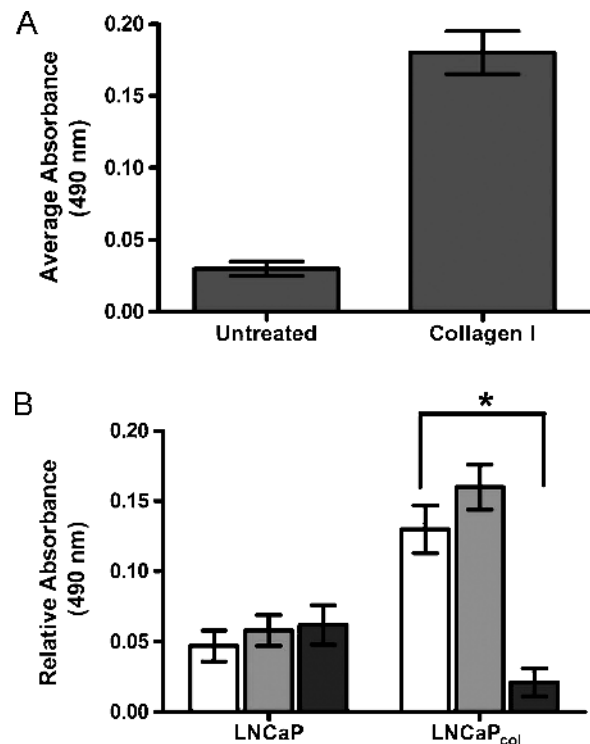 A
Average Absorbance
(490 nm)
0.20
0.15
0.10
0.05
0.00
Untreated
Collagen I
B
*
Relative Absorbance
(490 nm)
0.20
0.15
0.10
0.05
0.00
LNCaP
LNCaPcol